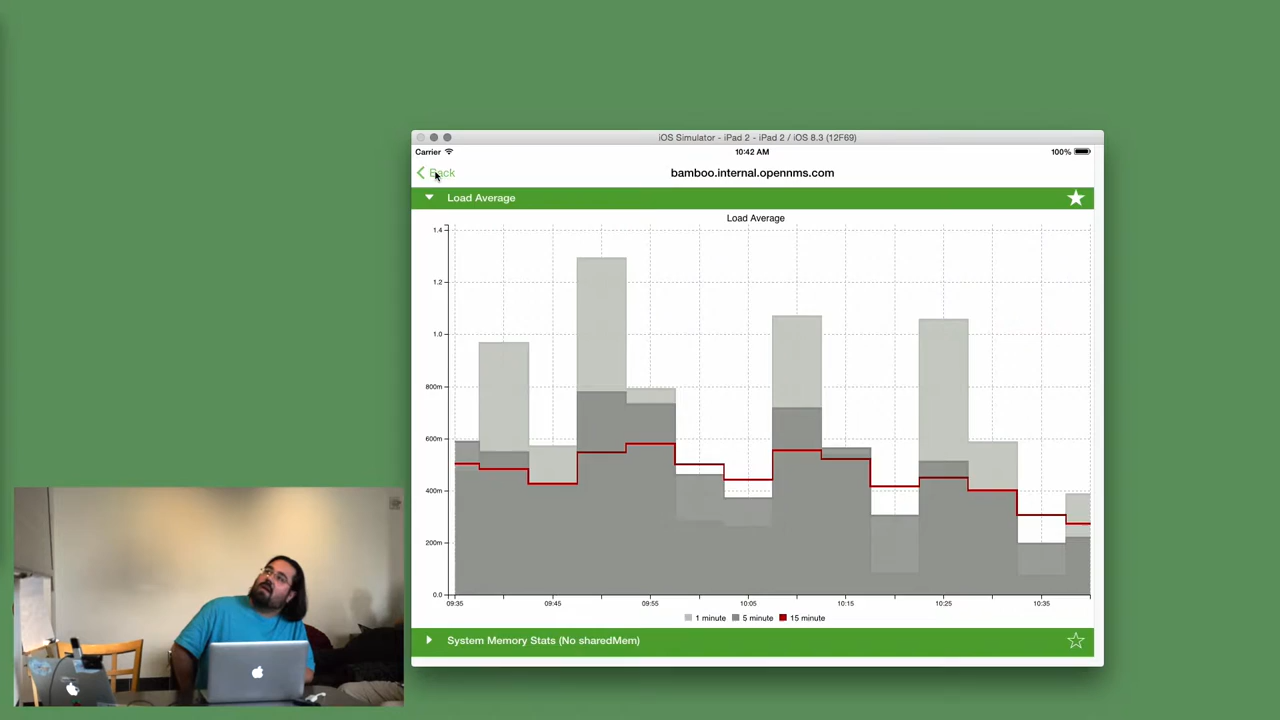 iOS Simulator - iPad 2 - iPad 2 / iOS 8.3 (12F69)
Carrier 10:42 AM 100%
Back bamboo.internal.opennms.com
Load Average
Load Average
1.4
1.2
1.0
800m
600m
400m
200m
0.0
09:35 09:45 09:55 10:05 10:15 10:25 10:35
1 minute 5 minute 15 minute
System Memory Stats (No sharedMem)